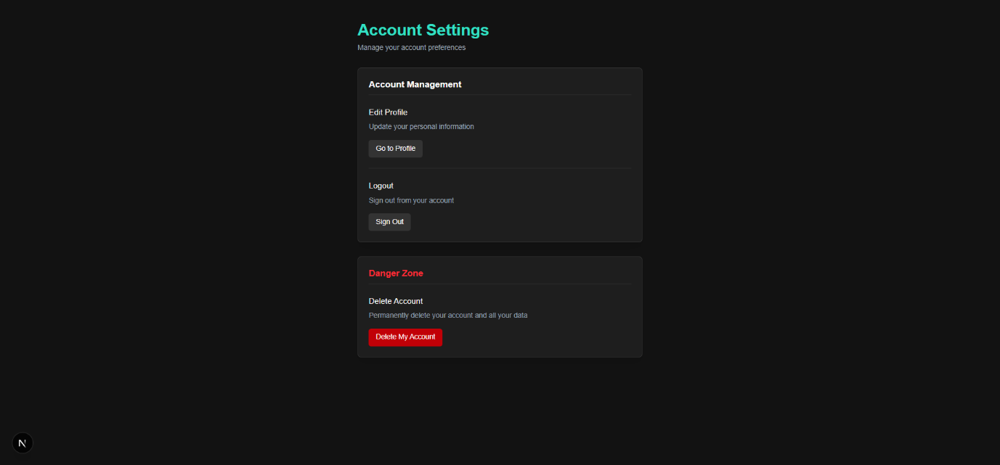 Account Settings
Manage your account preferences
Account Management
Edit Profile
Update your personal information
Go to Profile
Logout
Sign out from your account
Sign Out
Danger Zone
Delete Account
Permanently delete your account and all your data
Delete My Account
N